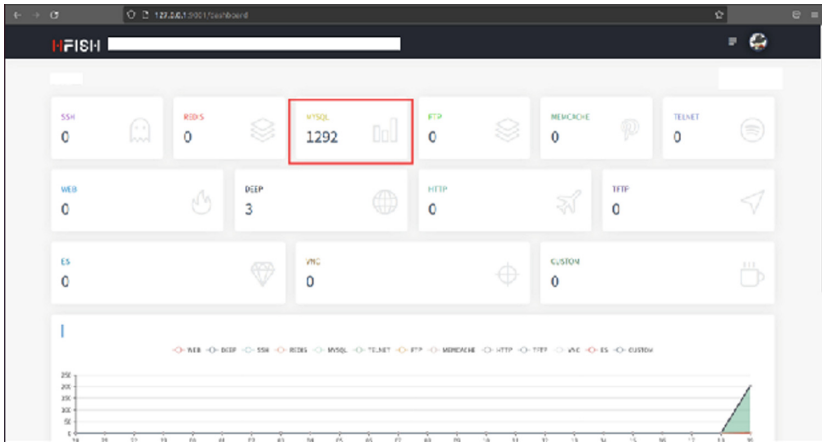 127.0.0.1:9001/dashboard
HFISH
SSH
0
REDIS
0
MYSQL
1292
FTP
0
MEMCACHE
0
TELNET
0
WEB
0
DEEP
3
HTTP
0
TFTP
0
ES
0
VNC
0
CUSTOM
0
WEB DEEP SSH REDIS MYSQL TELNET FTP MEMCACHE HTTP TFTP VNC ES CUSTOM
250
200
50
0